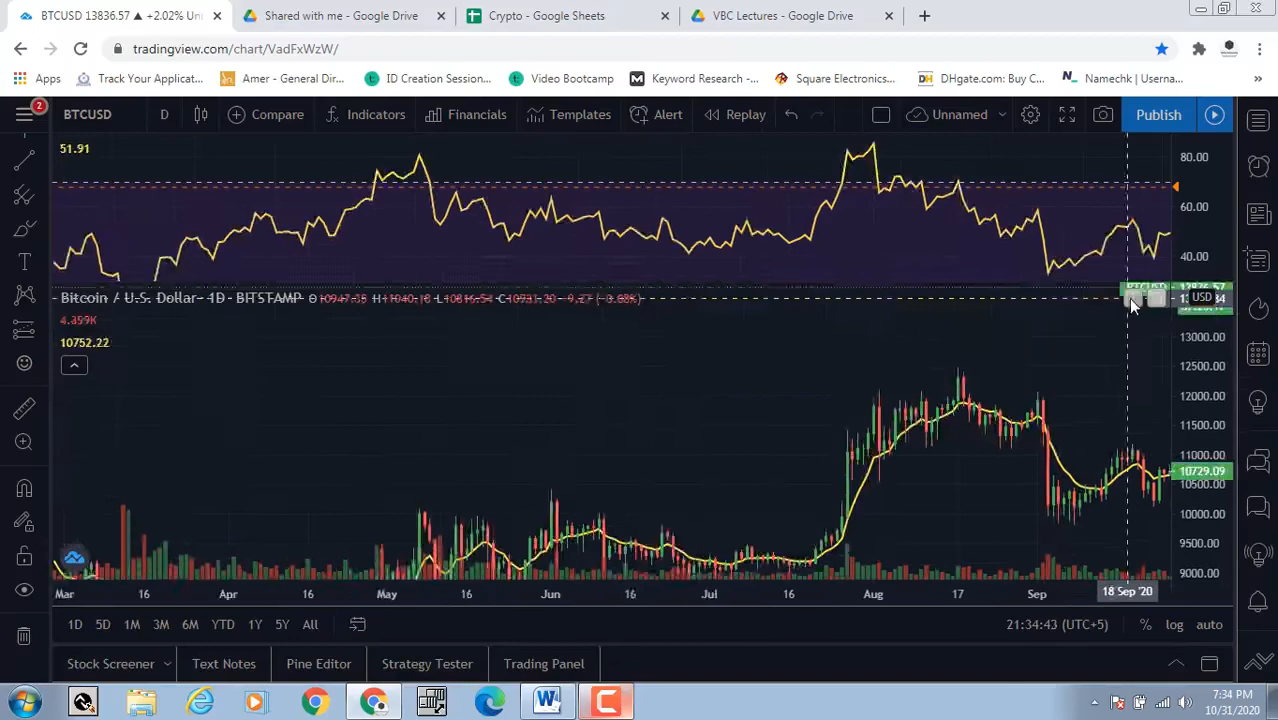 BTCUSD 13836.57 ▲ +2.02% Un
Shared with me - Google Drive
Crypto - Google Sheets
VBC Lectures - Google Drive
tradingview.com/chart/VadFxWzW/
Apps
Track Your Applicat...
Amer - General Dir...
ID Creation Session...
Video Bootcamp
Keyword Research -...
Square Electronics...
DHgate.com: Buy C...
Namechk | Userna...
2
BTCUSD
D
Compare
Indicators
Financials
Templates
Alert
Replay
Unnamed
Publish
51.91
80.00
60.00
40.00
Bitcoin / U.S. Dollar · 1D · BITSTAMP
USD
10752.22
13000.00
12500.00
12000.00
11500.00
11000.00
10729.09
10500.00
10000.00
9500.00
9000.00
Mar
16
Apr
16
May
16
Jun
16
Jul
16
Aug
17
Sep
18 Sep '20
1D
5D
1M
3M
6M
YTD
1Y
5Y
All
21:34:43 (UTC+5)
%
log
auto
Stock Screener
Text Notes
Pine Editor
Strategy Tester
Trading Panel
7:34 PM
10/31/2020